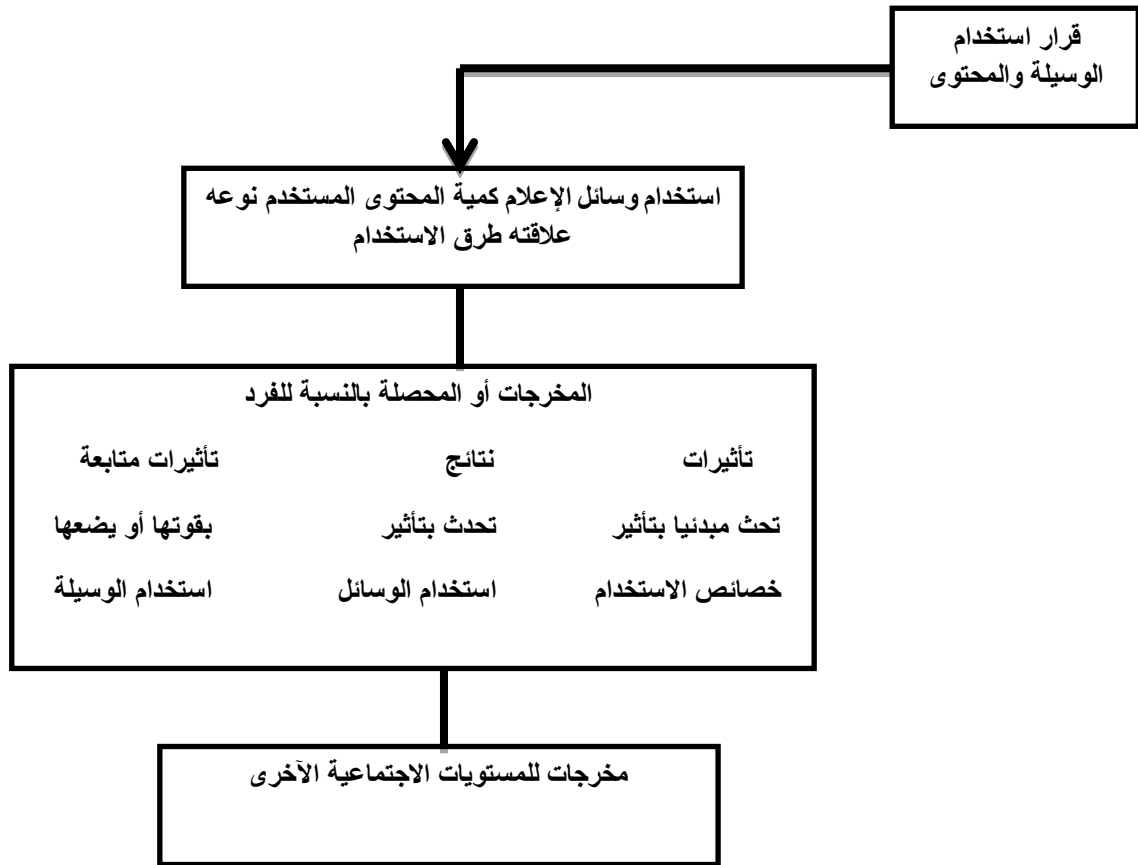 قرار استخدام
الوسيلة والمحتوى
استخدام وسائل الإعلام كمية المحتوى المستخدم نوعه
علاقته طرق الاستخدام
المخرجات أو المحصلة بالنسبة للفرد
تأثيرات نتائج تأثيرات متابعة
تحث مبدئيا بتأثير تحدث بتأثير بقوتها أو يضعها
خصائص الاستخدام استخدام الوسائل استخدام الوسيلة
مخرجات للمستويات الاجتماعية الآخرى